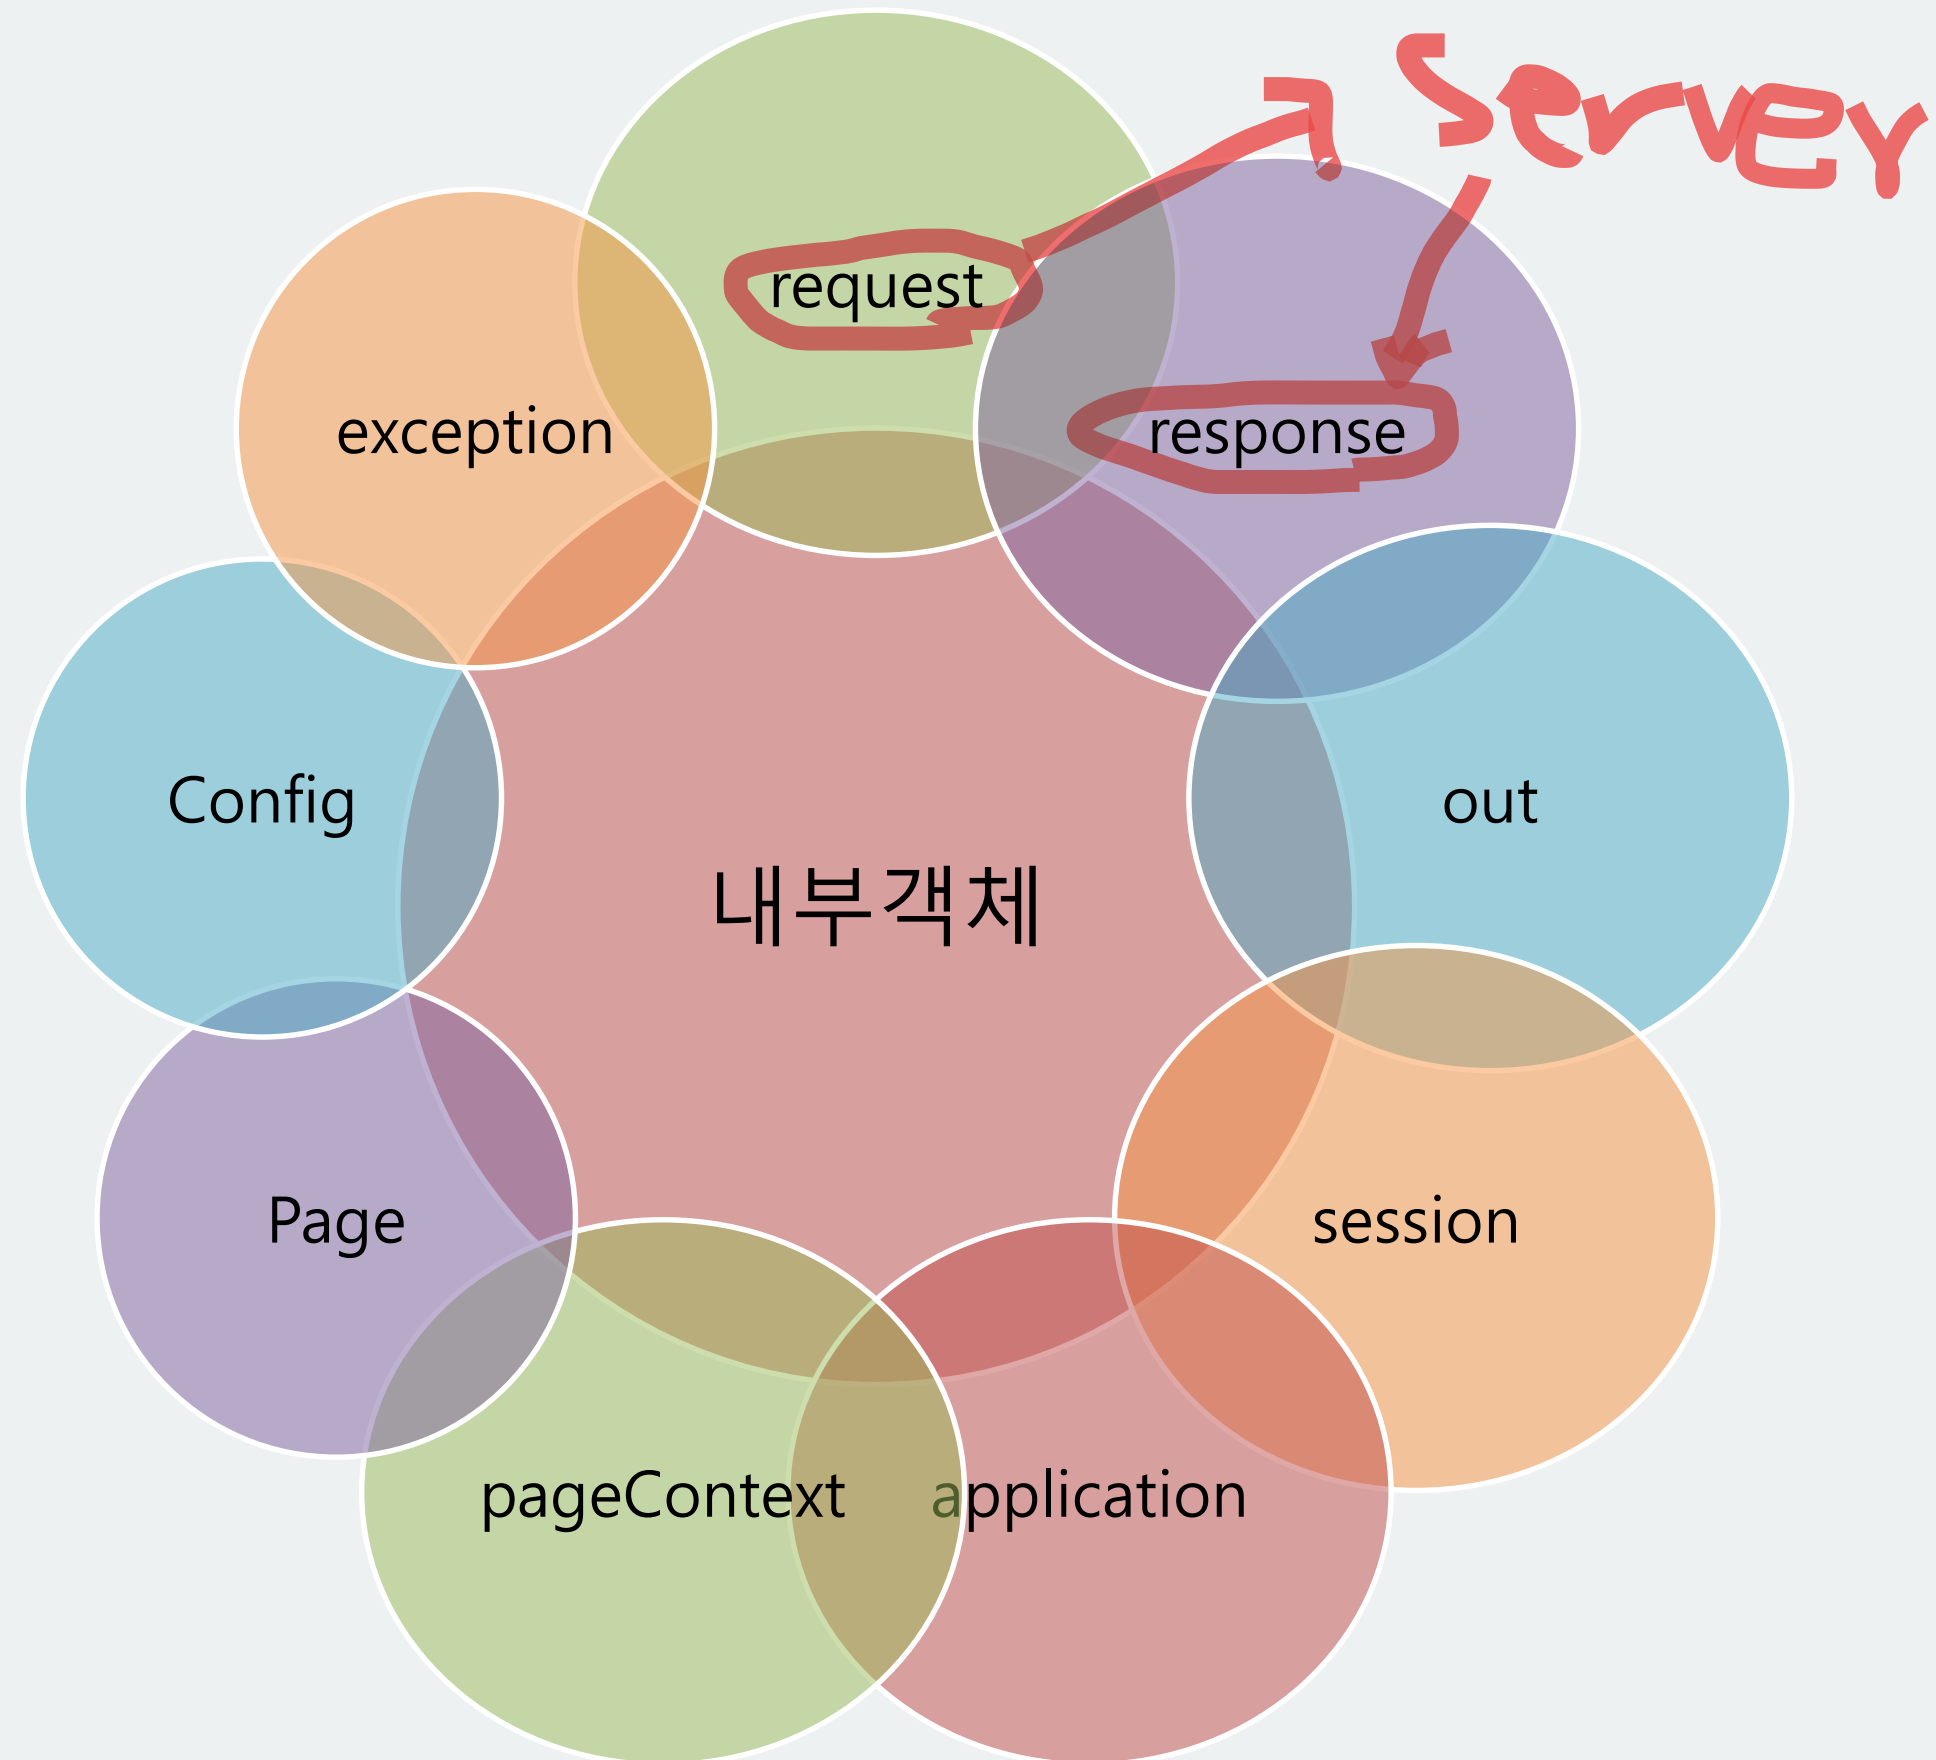 servey
request
exception
response
Config
out
내부객체
Page
session
pageContext
application